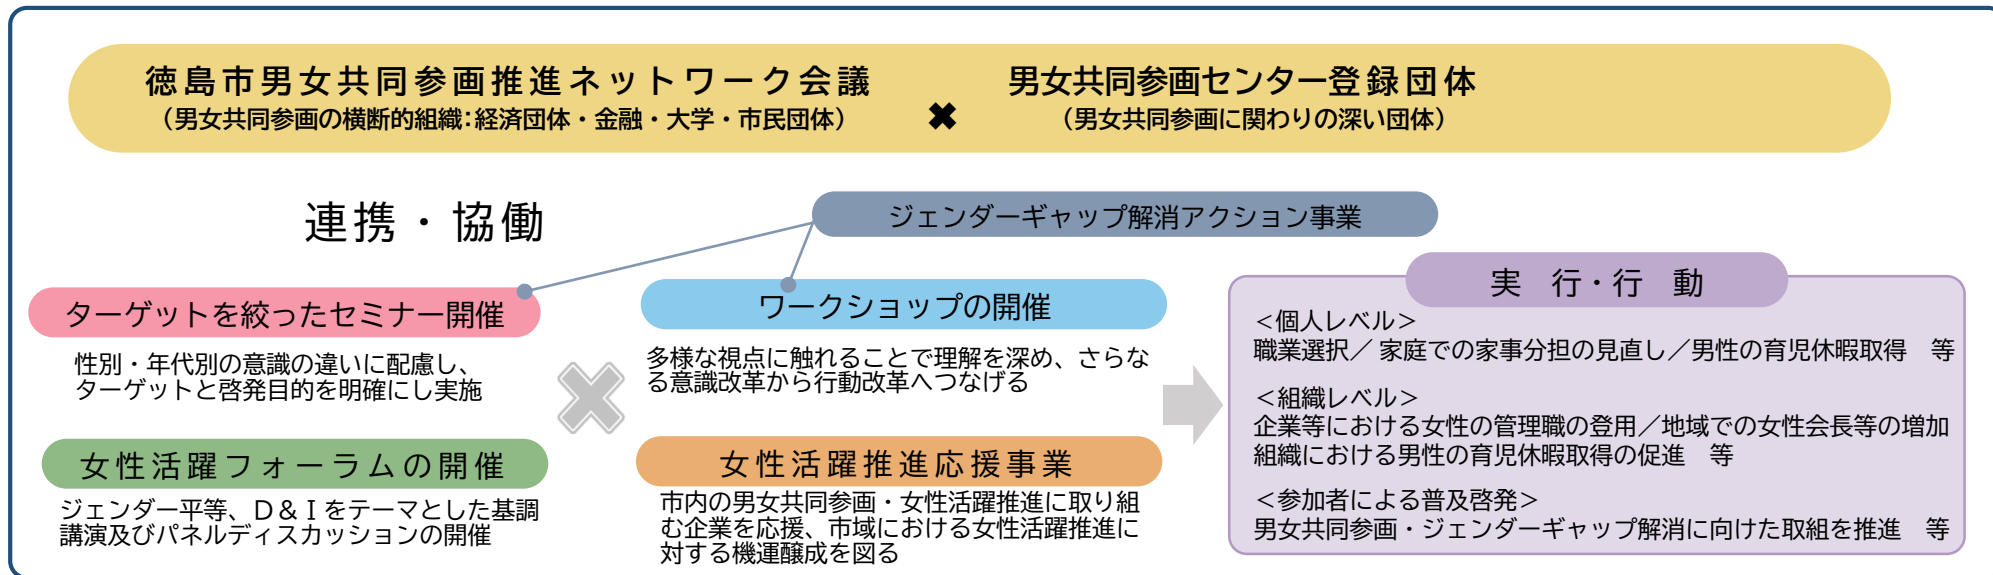 徳島市男女共同参画推進ネットワーク会議
（男女共同参画の横断的組織：経済団体・金融・大学・市民団体）
男女共同参画センター登録団体
（男女共同参画に関わりの深い団体）
連携・協働
ジェンダーギャップ解消アクション事業
ターゲットを絞ったセミナー開催
性別・年代別の意識の違いに配慮し、
ターゲットと啓発目的を明確にし実施
ワークショップの開催
多様な視点に触れることで理解を深め、さらな
る意識改革から行動改革へつなげる
女性活躍フォーラムの開催
ジェンダー平等、D＆Iをテーマとした基調
講演及びパネルディスカッションの開催
女性活躍推進応援事業
市内の男女共同参画・女性活躍推進に取り組
む企業を応援、市域における女性活躍推進に
対する機運醸成を図る
実　行・行　動
＜個人レベル＞
職業選択／家庭での家事分担の見直し／男性の育児休暇取得　等
＜組織レベル＞
企業等における女性の管理職の登用／地域での女性会長等の増加
組織における男性の育児休暇取得の促進　等
＜参加者による普及啓発＞
男女共同参画・ジェンダーギャップ解消に向けた取組を推進　等